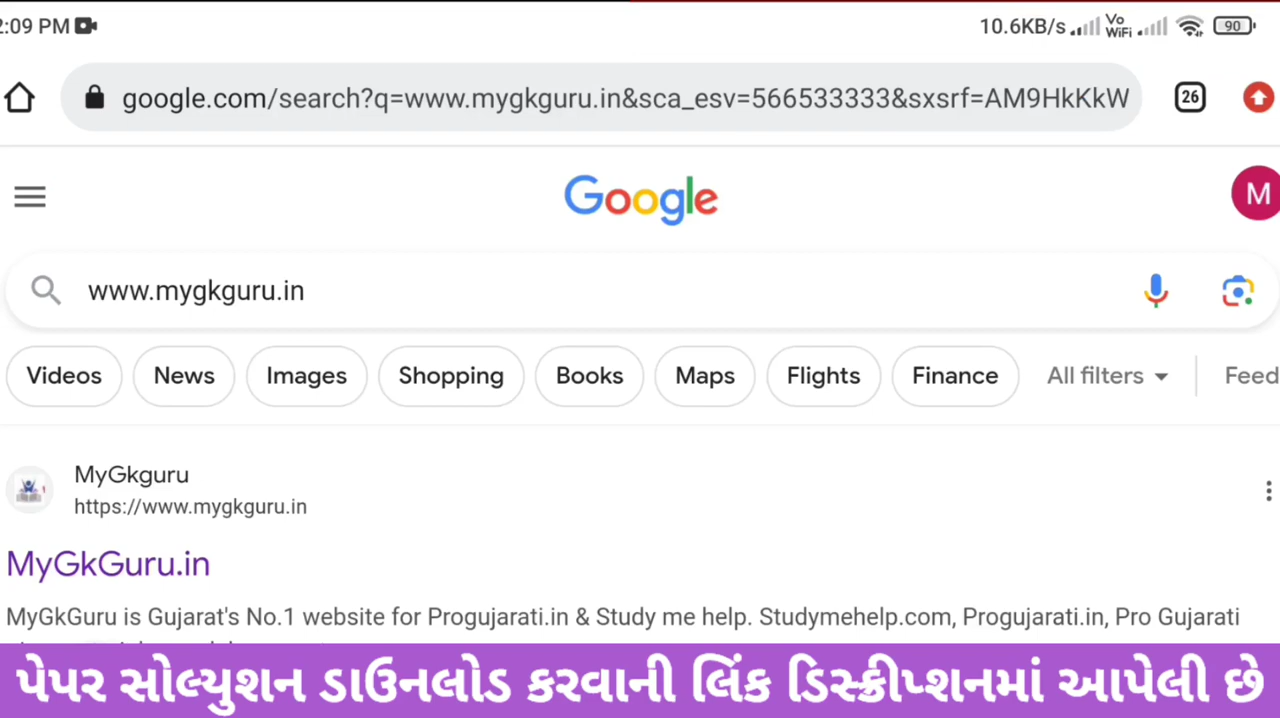 2:09 PM
10.6KB/s Vo WiFi 90
google.com/search?q=www.mygkguru.in&sca_esv=566533333&sxsrf=AM9HkKkW
26
Google
M
www.mygkguru.in
Videos News Images Shopping Books Maps Flights Finance All filters Feed
MyGkguru
https://www.mygkguru.in
MyGkGuru.in
MyGkGuru is Gujarat's No.1 website for Progujarati.in & Study me help. Studymehelp.com, Progujarati.in, Pro Gujarati
પેપર સોલ્યુશન ડાઉનલોડ કરવાની લિંક ડિસ્ક્રીપ્શનમાં આપેલી છે